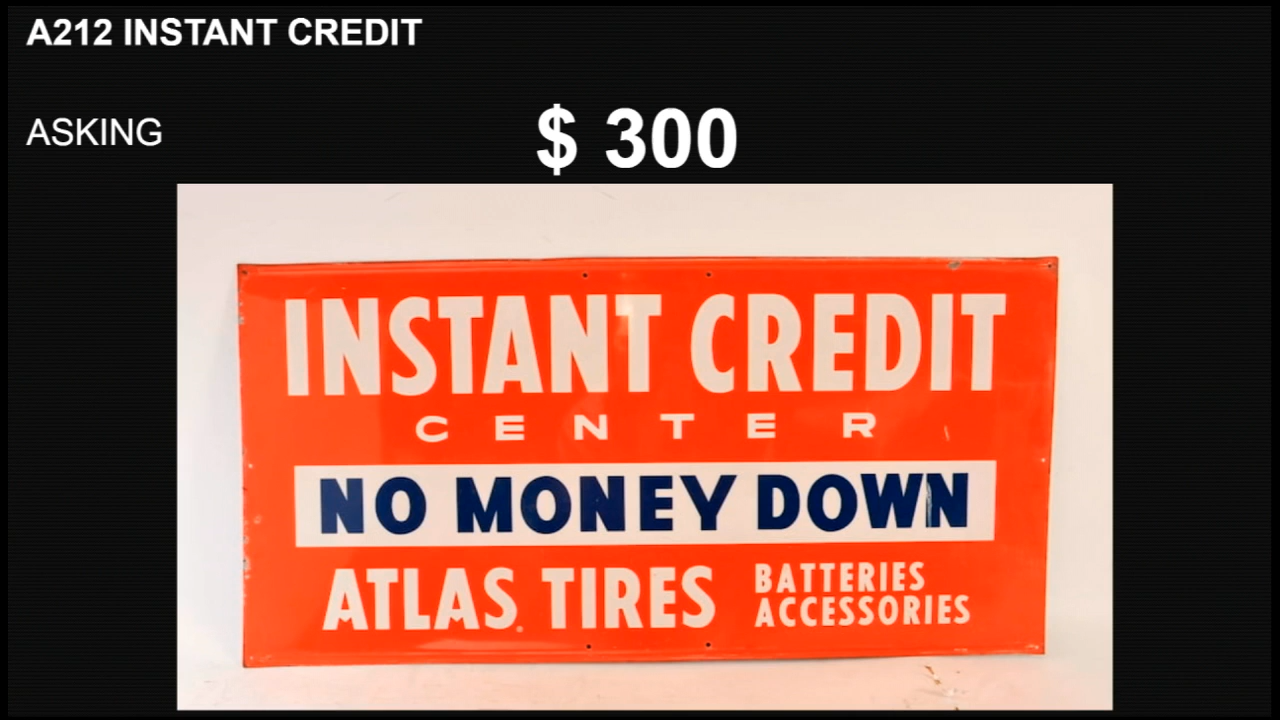 A212 INSTANT CREDIT
ASKING
$ 300
INSTANT CREDIT
CENTER
NO MONEY DOWN
ATLAS TIRES
BATTERIES
ACCESSORIES